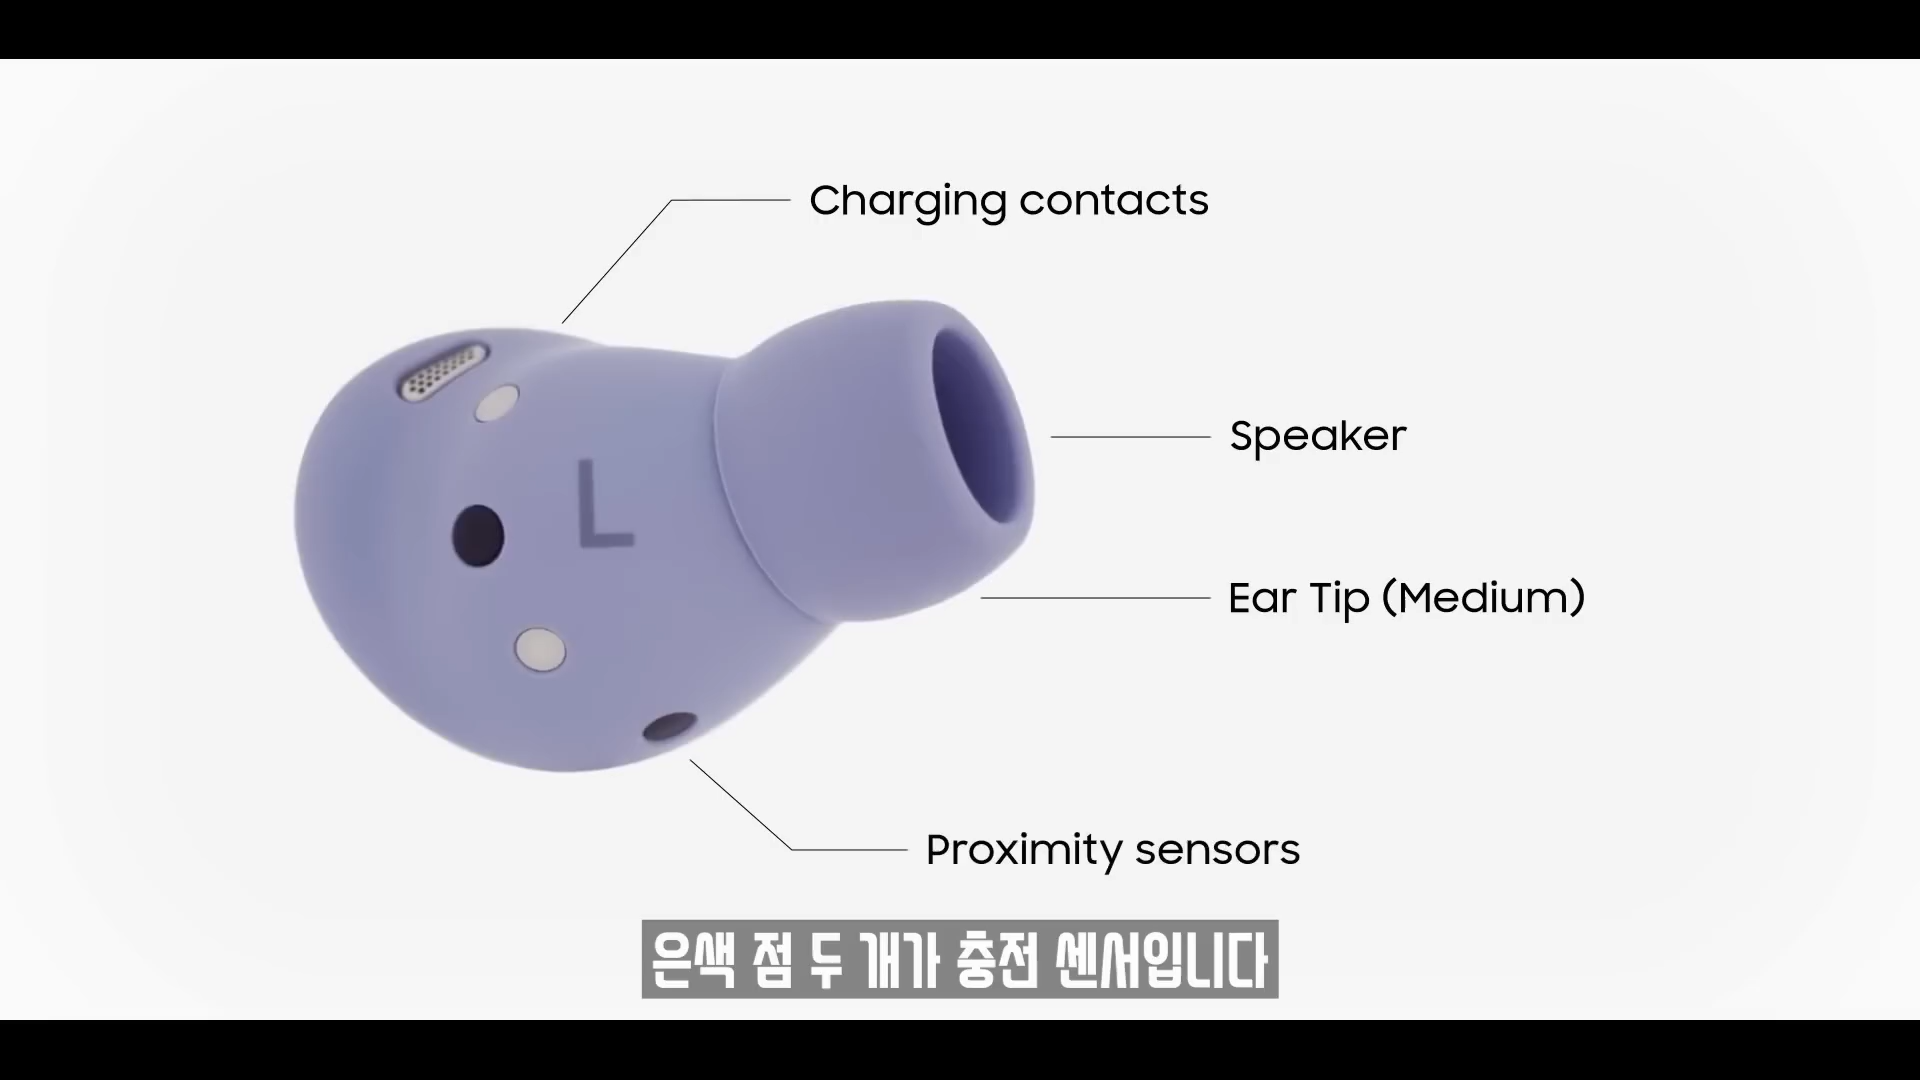 Charging contacts
L
Speaker
Ear Tip (Medium)
Proximity sensors
은색 점 두 개가 충전 센서입니다